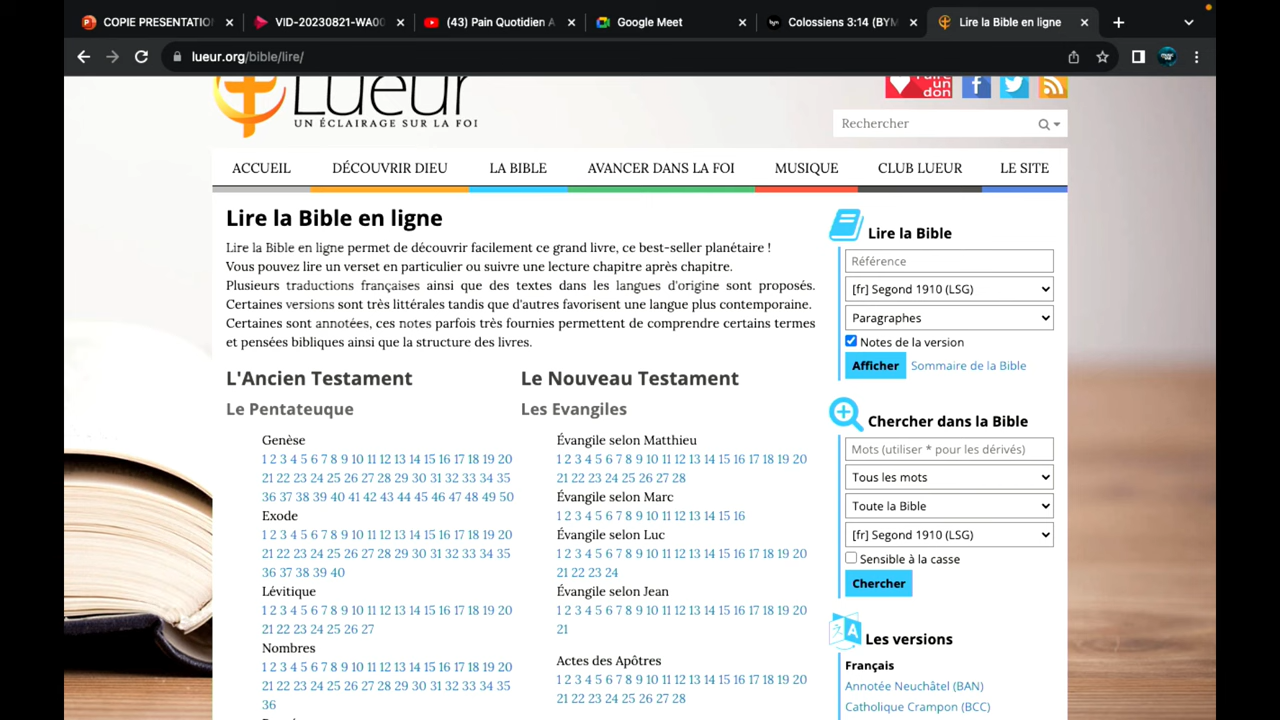 COPIE PRESENTATION
VID-20230821-WA00
(43) Pain Quotidien A
Google Meet
Colossiens 3:14 (BYM
Lire la Bible en ligne
lueur.org/bible/lire/
Lueur
UN ÉCLAIRAGE SUR LA FOI
Faire
un
don
Rechercher
ACCUEIL
DÉCOUVRIR DIEU
LA BIBLE
AVANCER DANS LA FOI
MUSIQUE
CLUB LUEUR
LE SITE
Lire la Bible en ligne
Lire la Bible en ligne permet de découvrir facilement ce grand livre, ce best-seller planétaire !
Vous pouvez lire un verset en particulier ou suivre une lecture chapitre après chapitre.
Plusieurs traductions françaises ainsi que des textes dans les langues d'origine sont proposés.
Certaines versions sont très littérales tandis que d'autres favorisent une langue plus contemporaine.
Certaines sont annotées, ces notes parfois très fournies permettent de comprendre certains termes
et pensées bibliques ainsi que la structure des livres.
L'Ancien Testament
Le Pentateuque
Genèse
1 2 3 4 5 6 7 8 9 10 11 12 13 14 15 16 17 18 19 20
21 22 23 24 25 26 27 28 29 30 31 32 33 34 35
36 37 38 39 40 41 42 43 44 45 46 47 48 49 50
Exode
1 2 3 4 5 6 7 8 9 10 11 12 13 14 15 16 17 18 19 20
21 22 23 24 25 26 27 28 29 30 31 32 33 34 35
36 37 38 39 40
Lévitique
1 2 3 4 5 6 7 8 9 10 11 12 13 14 15 16 17 18 19 20
21 22 23 24 25 26 27
Nombres
1 2 3 4 5 6 7 8 9 10 11 12 13 14 15 16 17 18 19 20
21 22 23 24 25 26 27 28 29 30 31 32 33 34 35
36
Le Nouveau Testament
Les Evangiles
Évangile selon Matthieu
1 2 3 4 5 6 7 8 9 10 11 12 13 14 15 16 17 18 19 20
21 22 23 24 25 26 27 28
Évangile selon Marc
1 2 3 4 5 6 7 8 9 10 11 12 13 14 15 16
Évangile selon Luc
1 2 3 4 5 6 7 8 9 10 11 12 13 14 15 16 17 18 19 20
21 22 23 24
Évangile selon Jean
1 2 3 4 5 6 7 8 9 10 11 12 13 14 15 16 17 18 19 20
21
Actes des Apôtres
1 2 3 4 5 6 7 8 9 10 11 12 13 14 15 16 17 18 19 20
21 22 23 24 25 26 27 28
Lire la Bible
Référence
[fr] Segond 1910 (LSG)
Paragraphes
Notes de la version
Afficher Sommaire de la Bible
Chercher dans la Bible
Mots (utiliser * pour les dérivés)
Tous les mots
Toute la Bible
[fr] Segond 1910 (LSG)
Sensible à la casse
Chercher
Les versions
Français
Annotée Neuchâtel (BAN)
Catholique Crampon (BCC)